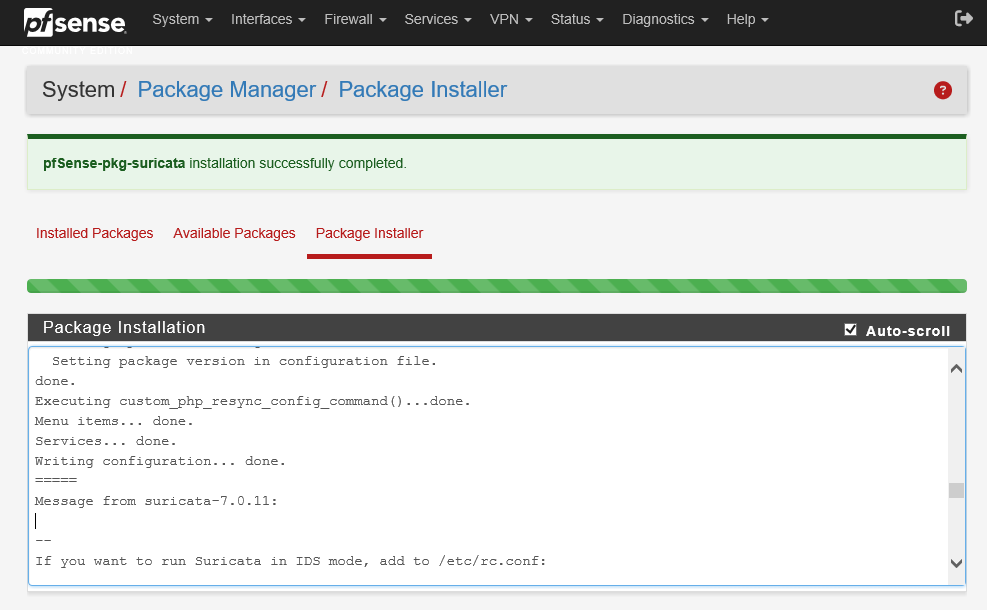 pfsense
COMMUNITY EDITION
System Interfaces Firewall Services VPN Status Diagnostics Help
System / Package Manager / Package Installer
?
pfSense-pkg-suricata installation successfully completed.
Installed Packages Available Packages Package Installer
Package Installation
Auto-scroll
Setting package version in configuration file.
done.
Executing custom_php_resync_config_command()...done.
Menu items... done.
Services... done.
Writing configuration... done.
=====
Message from suricata-7.0.11:
--
If you want to run Suricata in IDS mode, add to /etc/rc.conf: